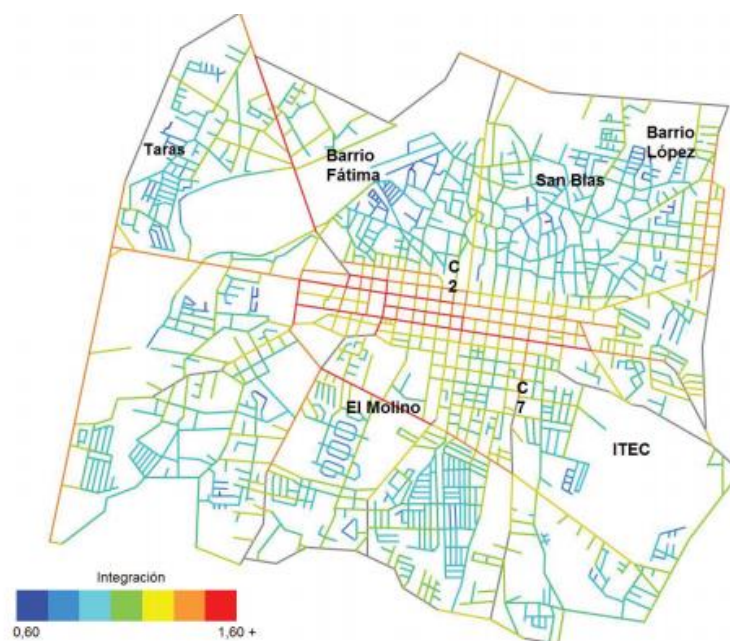 Taras
Barrio
Fátima
San Blas
Barrio
López
C
2
El Molino
C
7
ITEC
Integración
0,60
1,60 +